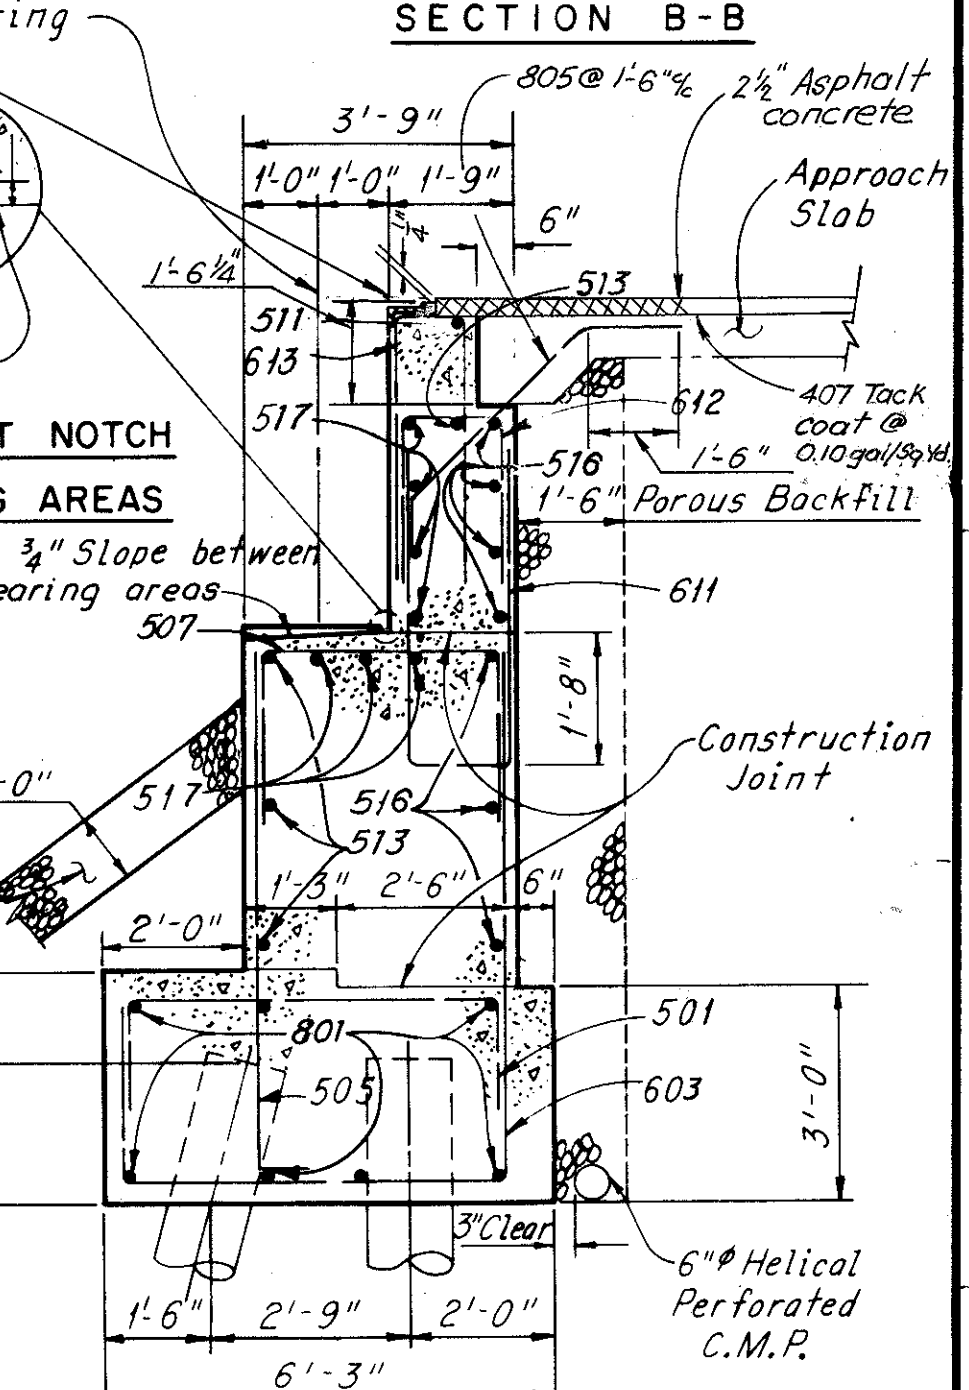 ring
SECTION B-B
805@ 1'-6" c/c
2½" Asphalt
concrete
3'-9"
1'-0" 1'-0" 1'-9"
Approach
Slab
6"
¼"
1'-6¼"
513
511
613
407 Tack
coat @
0.10 gal/Sq Yd.
612
517
T NOTCH
516
1'-6"
G AREAS
1'-6" Porous Backfill
¾" Slope between
earing areas
611
507
1'-8"
Construction
Joint
-0"
517
516
513
1'-3" 2'-6" 6"
2'-0"
801
501
505
603
3'-0"
3" Clear
6"φ Helical
Perforated
C.M.P.
1'-6" 2'-9" 2'-0"
6'-3"